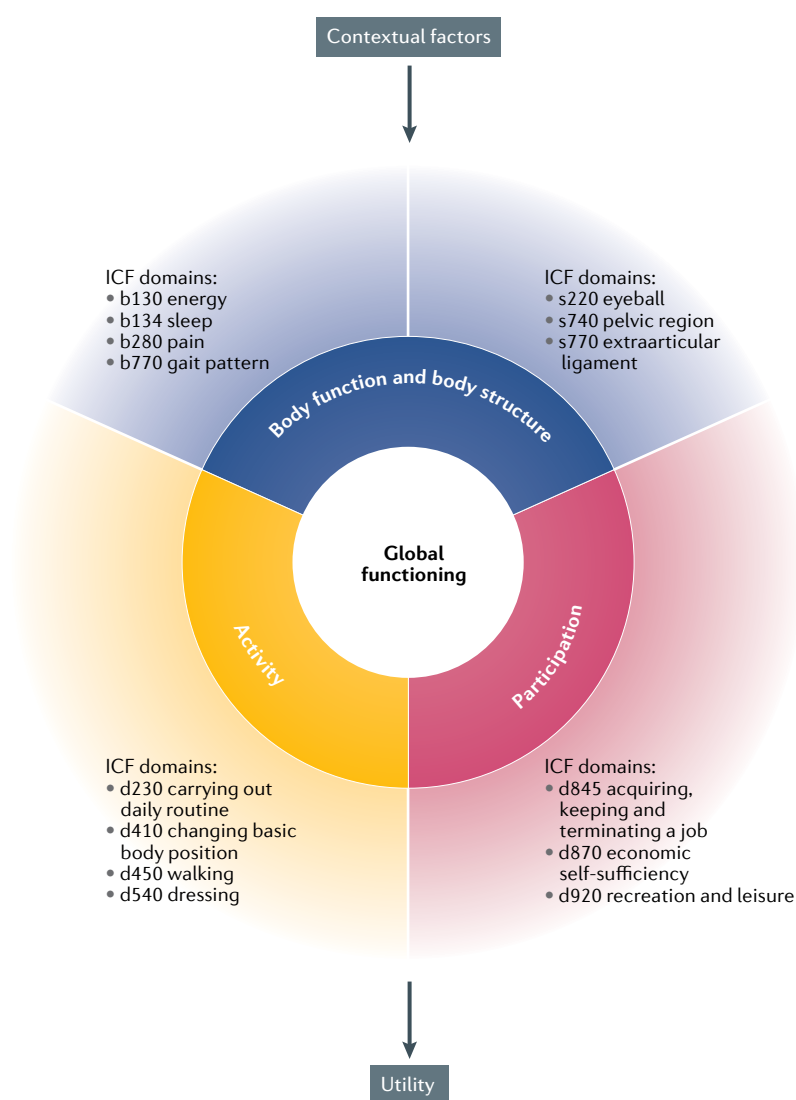 Contextual factors
ICF domains:
• b130 energy
• b134 sleep
• b280 pain
• b770 gait pattern
ICF domains:
• s220 eyeball
• s740 pelvic region
• s770 extraarticular
ligament
Body function and body structure
Global
functioning
Activity
Participation
ICF domains:
• d230 carrying out
daily routine
• d410 changing basic
body position
• d450 walking
• d540 dressing
ICF domains:
• d845 acquiring,
keeping and
terminating a job
• d870 economic
self-sufficiency
• d920 recreation and leisure
Utility